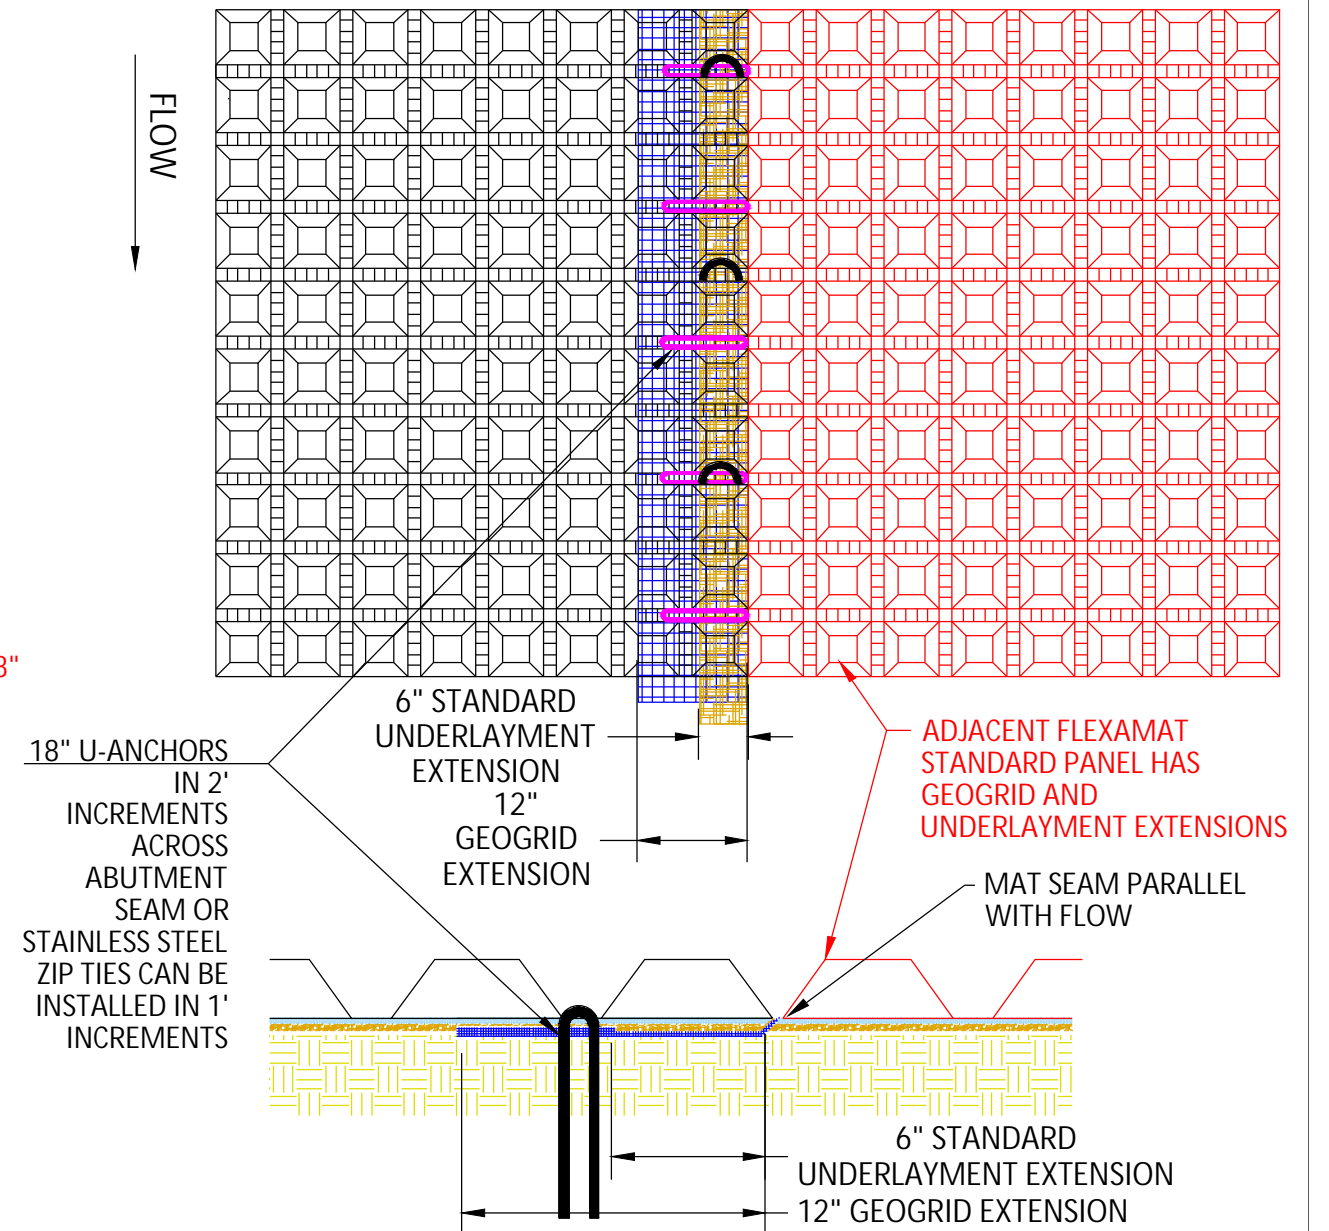 FLOW
3"
6" STANDARD
UNDERLAYMENT
EXTENSION
12"
GEOGRID
EXTENSION
18" U-ANCHORS
IN 2'
INCREMENTS
ACROSS
ABUTMENT
SEAM OR
STAINLESS STEEL
ZIP TIES CAN BE
INSTALLED IN 1'
INCREMENTS
ADJACENT FLEXAMAT
STANDARD PANEL HAS
GEOGRID AND
UNDERLAYMENT EXTENSIONS
MAT SEAM PARALLEL
WITH FLOW
6" STANDARD
UNDERLAYMENT EXTENSION
12" GEOGRID EXTENSION